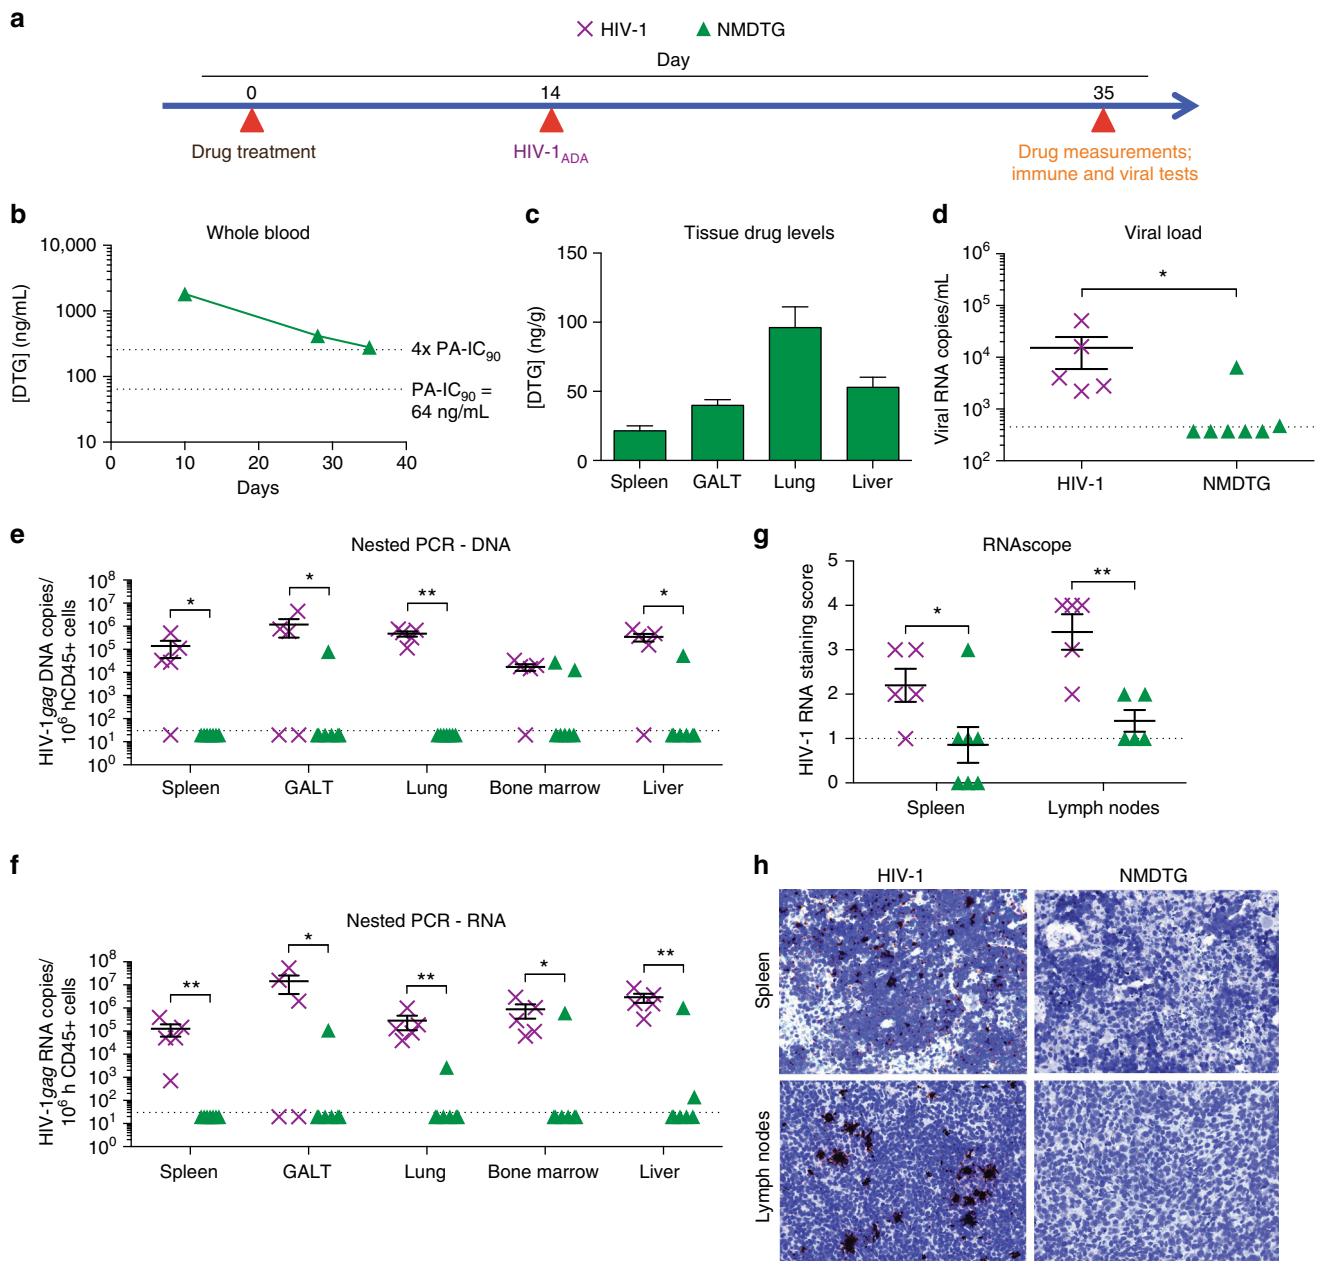 a
HIV-1 NMDTG
Day
0 14 35
Drug treatment HIV-1ADA Drug measurements;
immune and viral tests
b
Whole blood
[DTG] (ng/mL)
10,000
1000
100
10
4x PA-IC90
PA-IC90 =
64 ng/mL
0 10 20 30 40
Days
c
Tissue drug levels
[DTG] (ng/g)
150
100
50
0
Spleen GALT Lung Liver
d
Viral load
Viral RNA copies/mL
10^6
10^5
10^4
10^3
10^2
*
HIV-1 NMDTG
e
Nested PCR - DNA
HIV-1gag DNA copies/
10^6 hCD45+ cells
10^8
10^7
10^6
10^5
10^4
10^3
10^2
10^1
10^0
* * ** *
Spleen GALT Lung Bone marrow Liver
g
RNAscope
HIV-1 RNA staining score
5
4
3
2
1
0
* **
Spleen Lymph nodes
f
Nested PCR - RNA
HIV-1gag RNA copies/
10^6 h CD45+ cells
10^8
10^7
10^6
10^5
10^4
10^3
10^2
10^1
10^0
** * ** * **
Spleen GALT Lung Bone marrow Liver
h
HIV-1 NMDTG
Spleen
Lymph nodes